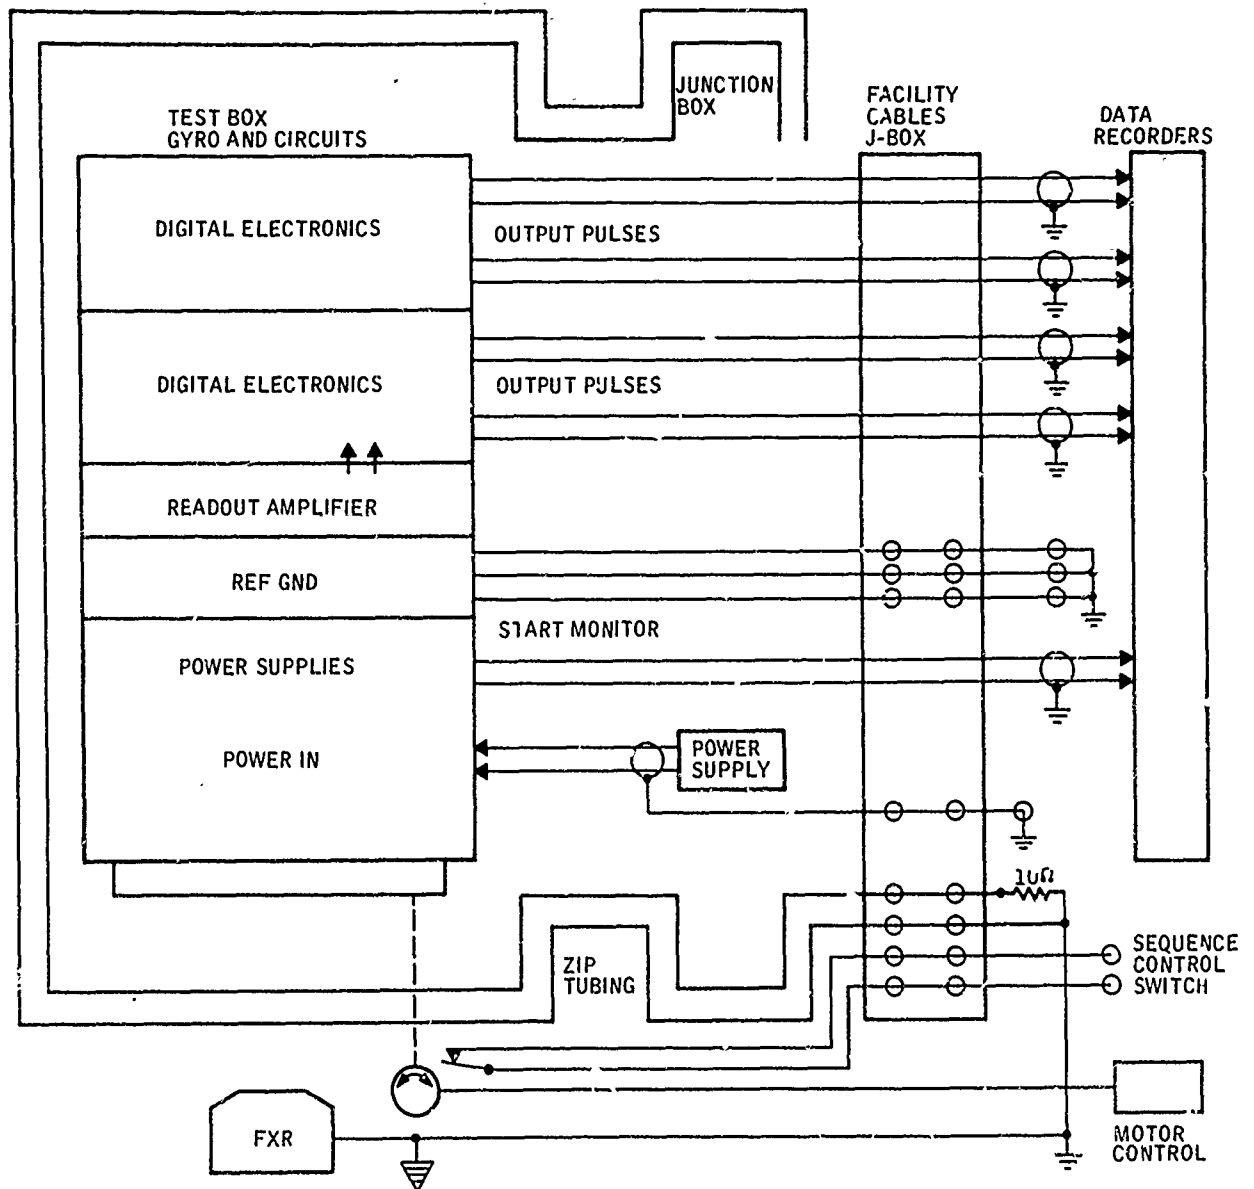 JUNCTION
BOX
TEST BOX
GYRO AND CIRCUITS
FACILITY
CABLES
J-BOX
DATA
RECORDERS
DIGITAL ELECTRONICS
OUTPUT PULSES
DIGITAL ELECTRONICS
OUTPUT PULSES
READOUT AMPLIFIER
REF GND
START MONITOR
POWER SUPPLIES
POWER IN
POWER
SUPPLY
10Ω
ZIP
TUBING
SEQUENCE
CONTROL
SWITCH
FXR
MOTOR
CONTROL